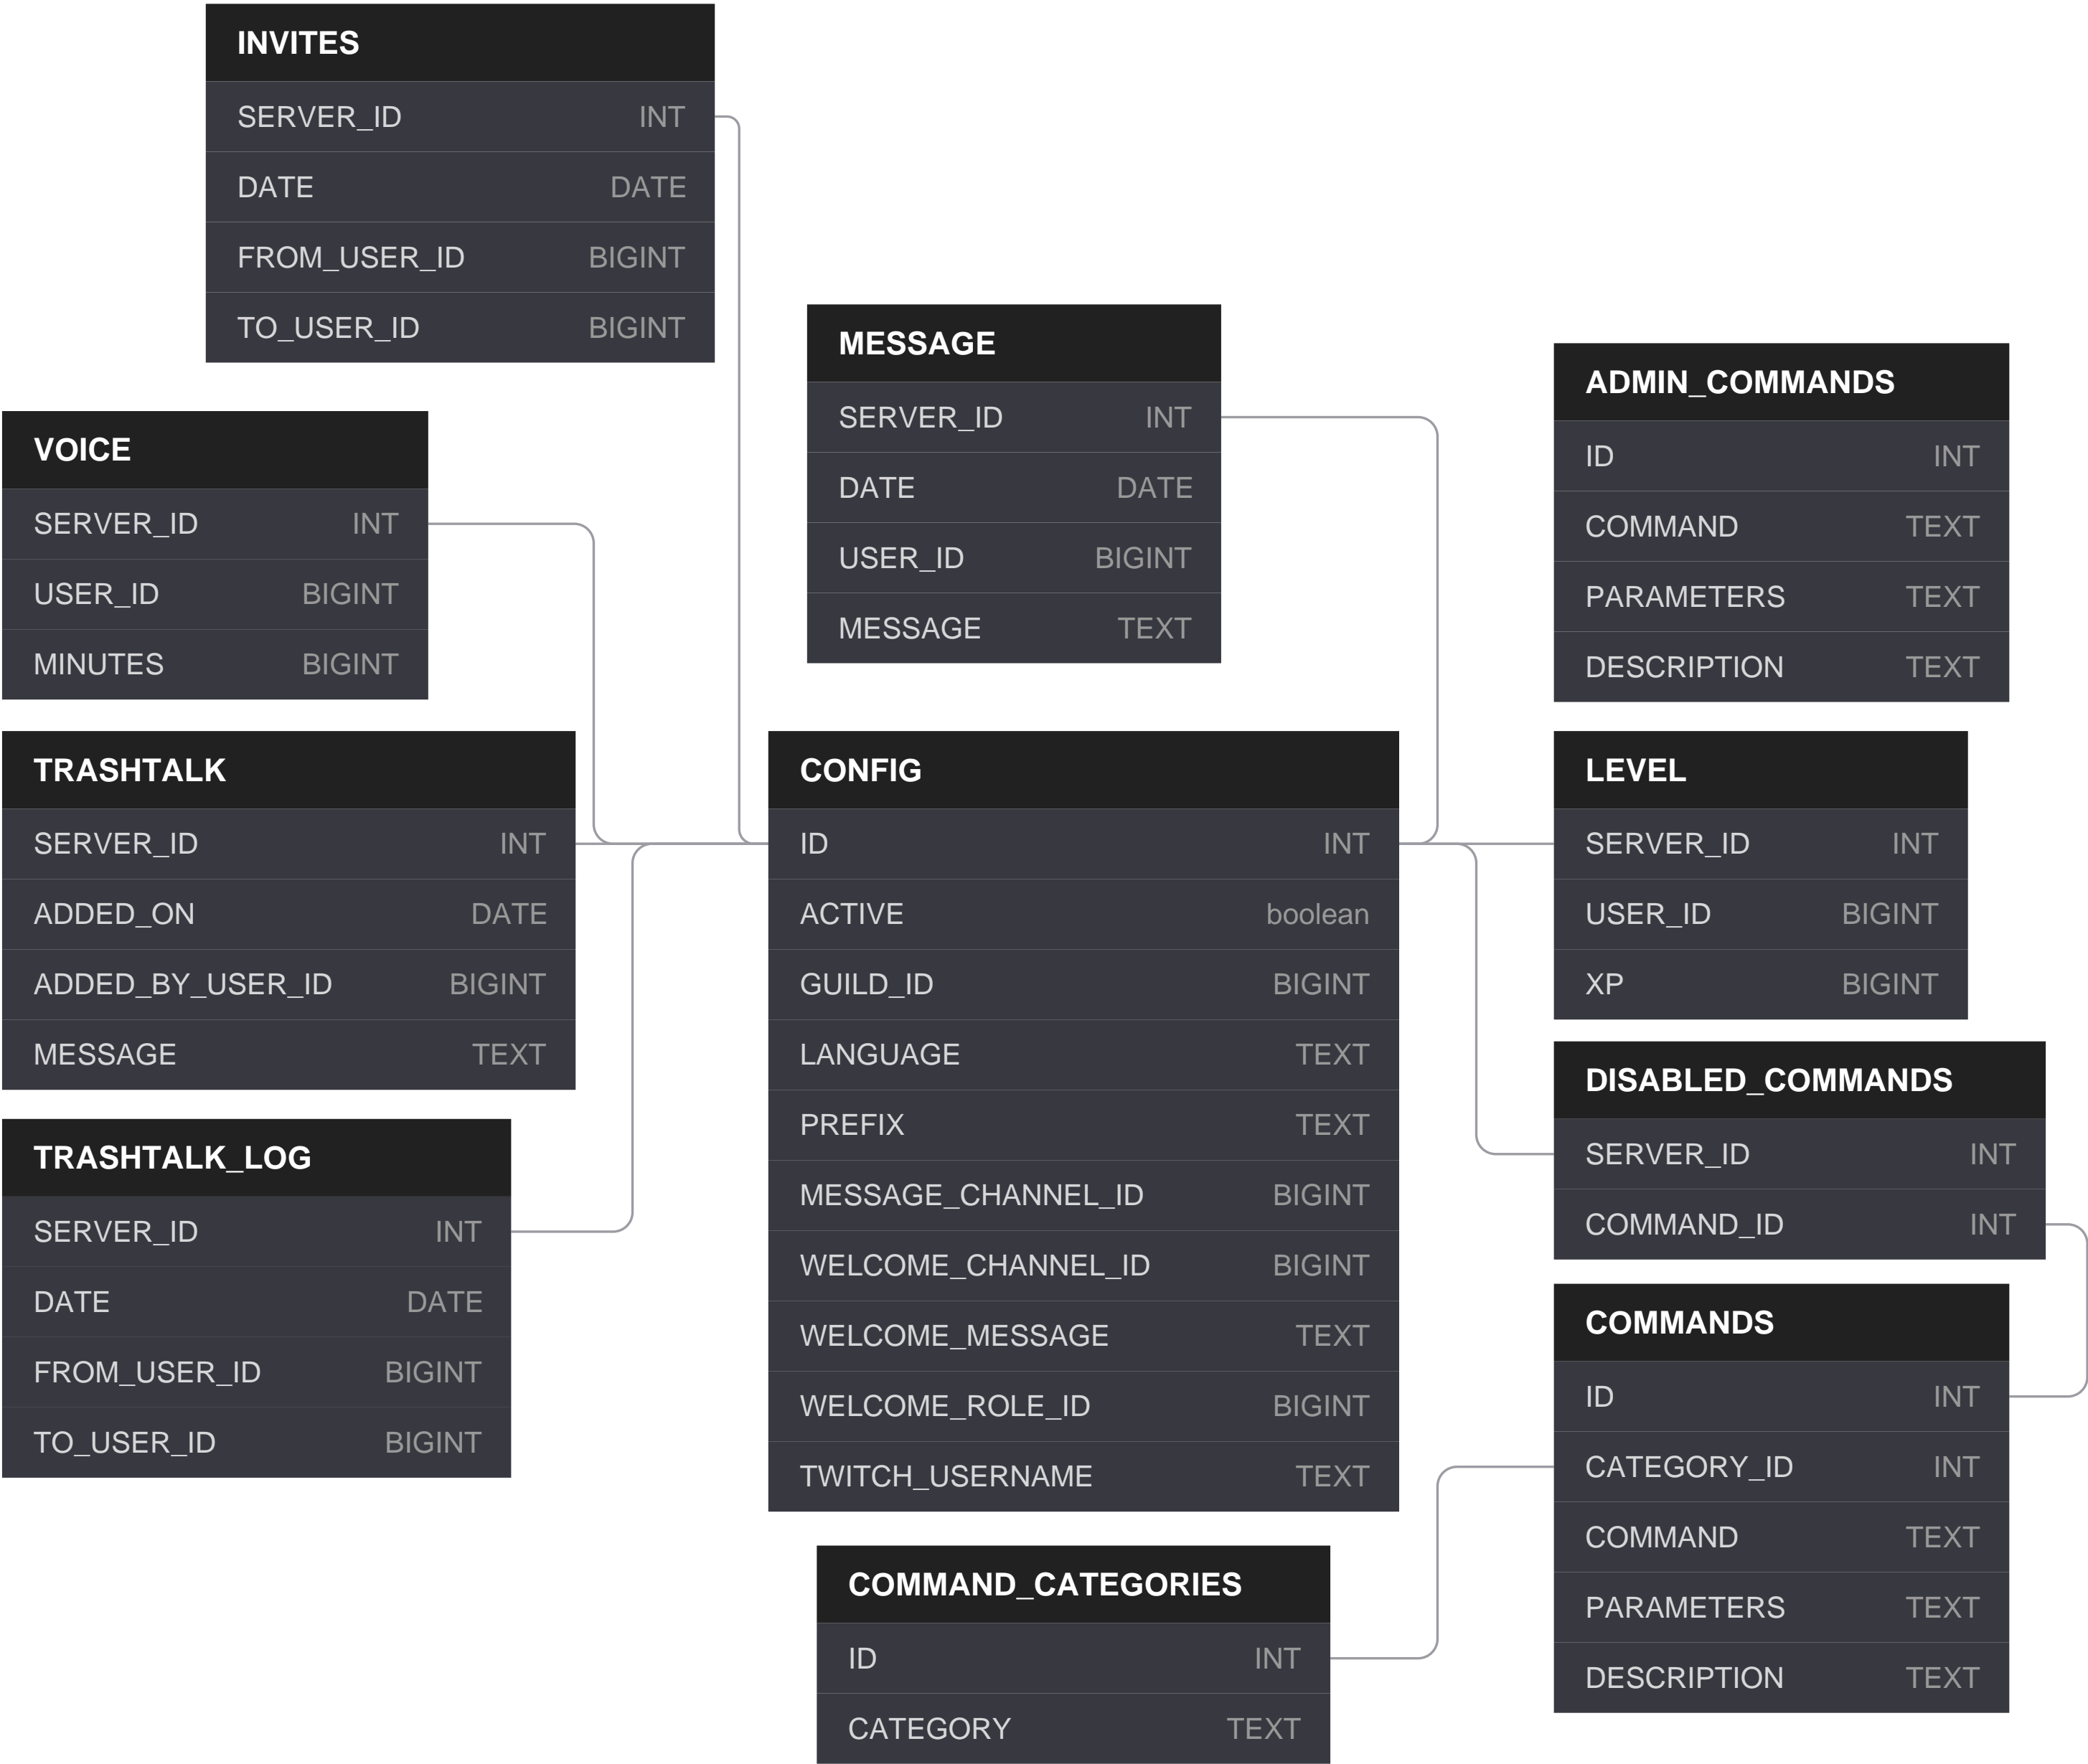 INVITES
SERVER_ID INT
DATE DATE
FROM_USER_ID BIGINT
TO_USER_ID BIGINT
MESSAGE
SERVER_ID INT
DATE DATE
USER_ID BIGINT
MESSAGE TEXT
ADMIN_COMMANDS
ID INT
COMMAND TEXT
PARAMETERS TEXT
DESCRIPTION TEXT
VOICE
SERVER_ID INT
USER_ID BIGINT
MINUTES BIGINT
TRASHTALK
SERVER_ID INT
ADDED_ON DATE
ADDED_BY_USER_ID BIGINT
MESSAGE TEXT
CONFIG
ID INT
ACTIVE boolean
GUILD_ID BIGINT
LANGUAGE TEXT
PREFIX TEXT
MESSAGE_CHANNEL_ID BIGINT
WELCOME_CHANNEL_ID BIGINT
WELCOME_MESSAGE TEXT
WELCOME_ROLE_ID BIGINT
TWITCH_USERNAME TEXT
LEVEL
SERVER_ID INT
USER_ID BIGINT
XP BIGINT
DISABLED_COMMANDS
SERVER_ID INT
COMMAND_ID INT
TRASHTALK_LOG
SERVER_ID INT
DATE DATE
FROM_USER_ID BIGINT
TO_USER_ID BIGINT
COMMANDS
ID INT
CATEGORY_ID INT
COMMAND TEXT
PARAMETERS TEXT
DESCRIPTION TEXT
COMMAND_CATEGORIES
ID INT
CATEGORY TEXT